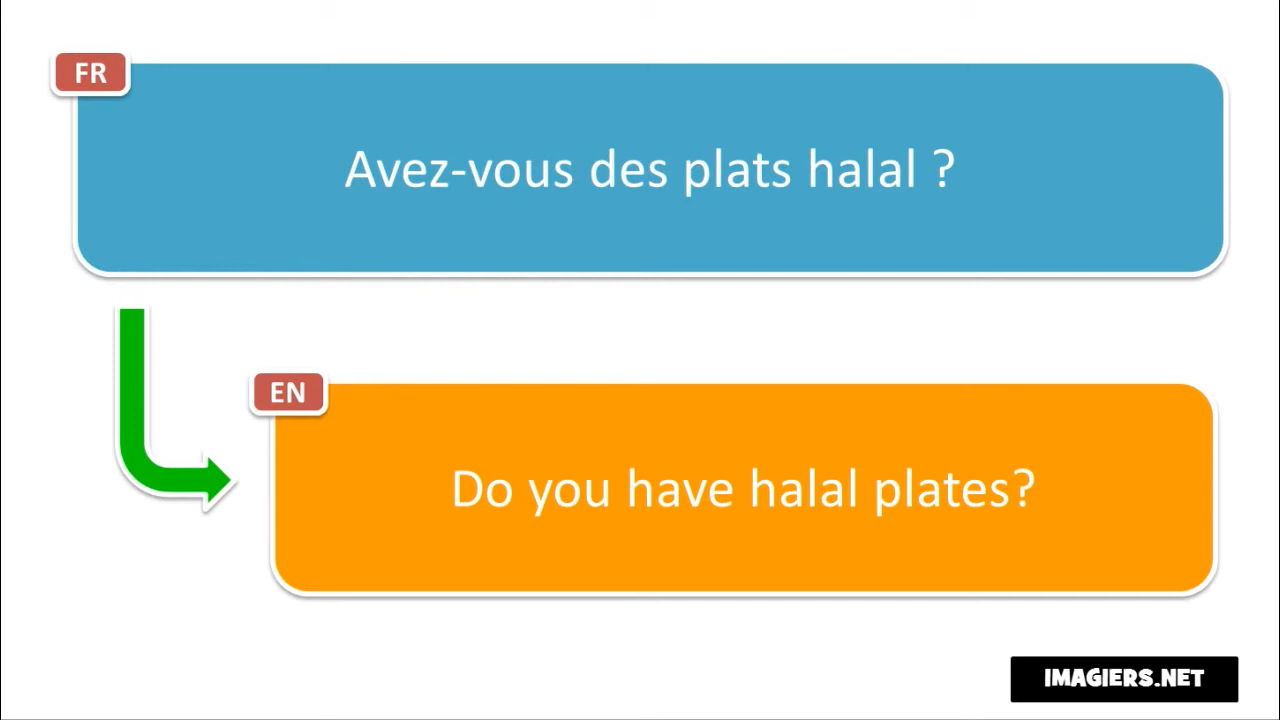 FR
Avez-vous des plats halal ?
EN
Do you have halal plates?
IMAGIERS.NET